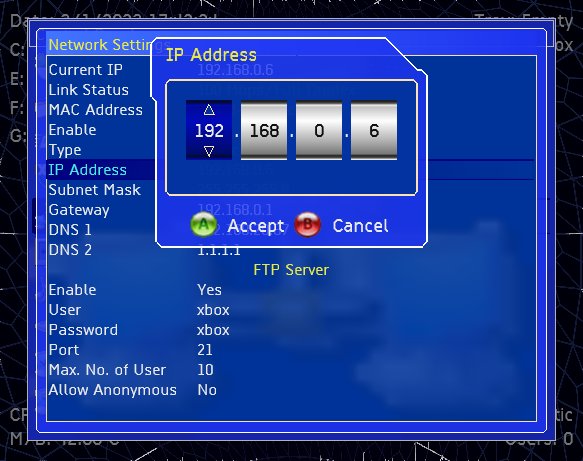 Network Settings
IP Address
Current IP 192.168.0.6
Link Status
MAC Address
192 . 168 . 0 . 6
Enable
Type
IP Address
Subnet Mask
Gateway 192.168.0.1
A Accept B Cancel
DNS 1
DNS 2 1.1.1.1
FTP Server
Enable Yes
User xbox
Password xbox
Port 21
Max. No. of User 10
Allow Anonymous No
Users: 0